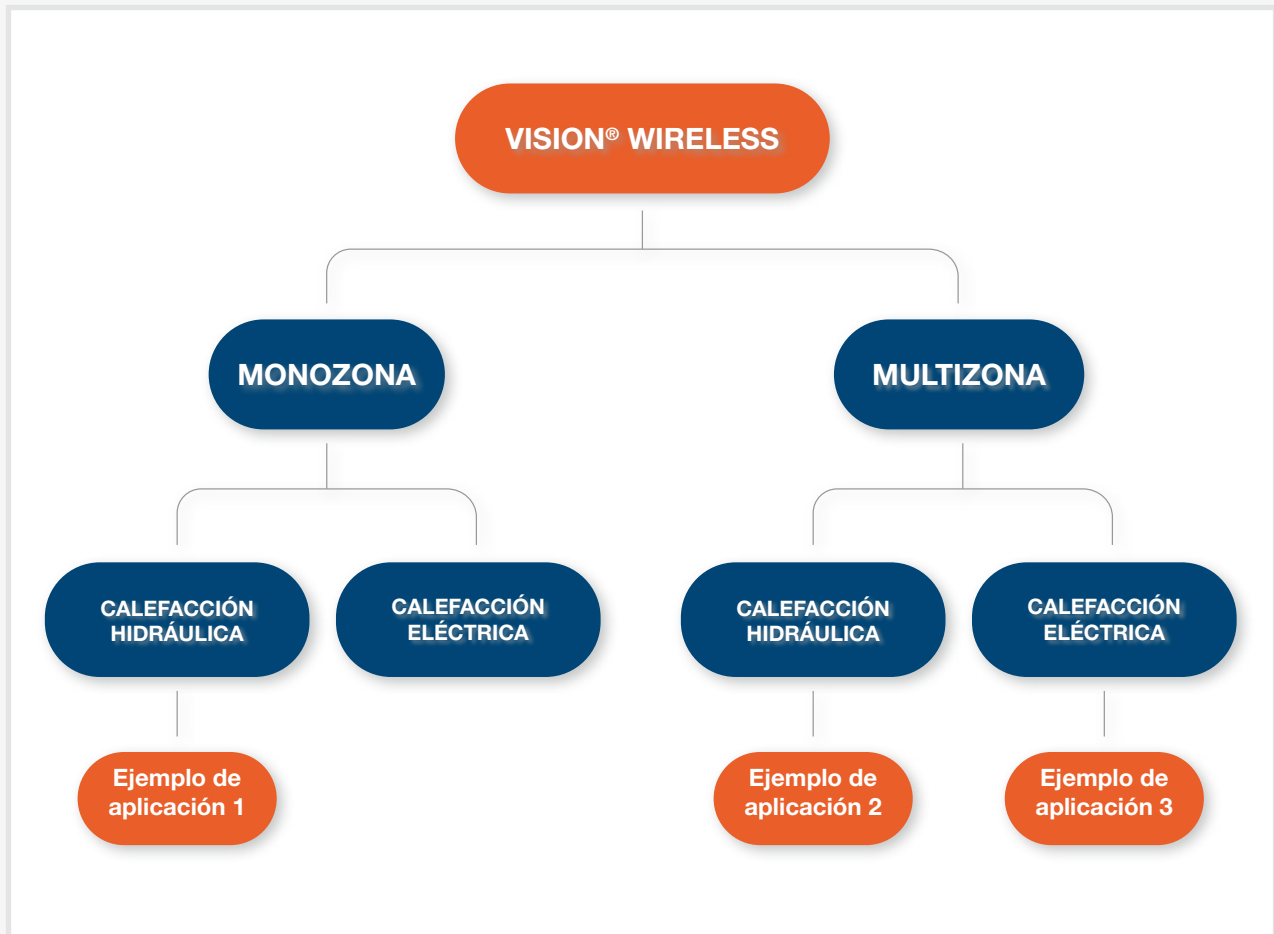 VISION® WIRELESS
MONOZONA
MULTIZONA
CALEFACCIÓN
HIDRÁULICA
CALEFACCIÓN
ELÉCTRICA
CALEFACCIÓN
HIDRÁULICA
CALEFACCIÓN
ELÉCTRICA
Ejemplo de
aplicación 1
Ejemplo de
aplicación 2
Ejemplo de
aplicación 3